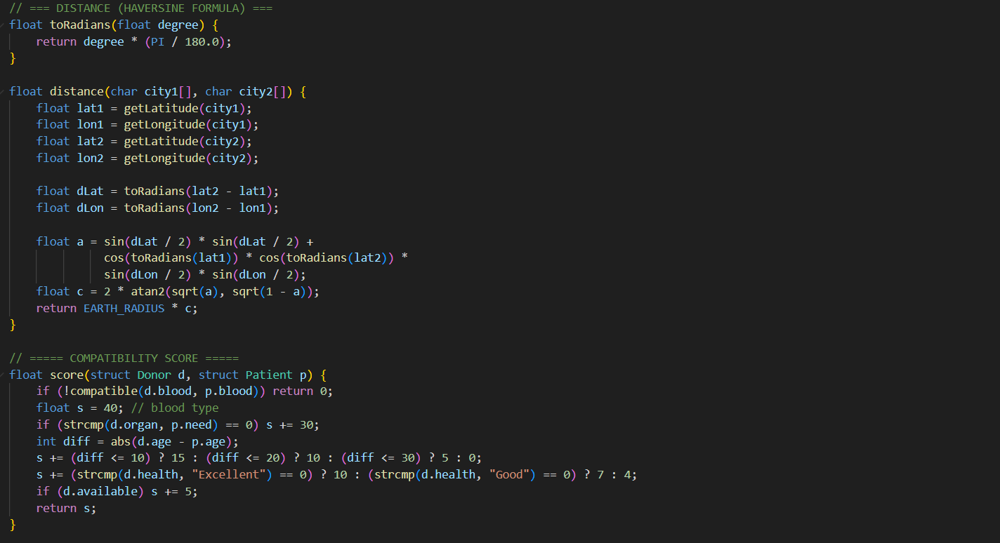 // === DISTANCE (HAVERSINE FORMULA) ===
float toRadians(float degree) {
    return degree * (PI / 180.0);
}

float distance(char city1[], char city2[]) {
    float lat1 = getLatitude(city1);
    float lon1 = getLongitude(city1);
    float lat2 = getLatitude(city2);
    float lon2 = getLongitude(city2);

    float dLat = toRadians(lat2 - lat1);
    float dLon = toRadians(lon2 - lon1);

    float a = sin(dLat / 2) * sin(dLat / 2) +
              cos(toRadians(lat1)) * cos(toRadians(lat2)) *
              sin(dLon / 2) * sin(dLon / 2);
    float c = 2 * atan2(sqrt(a), sqrt(1 - a));
    return EARTH_RADIUS * c;
}

// ===== COMPATIBILITY SCORE =====
float score(struct Donor d, struct Patient p) {
    if (!compatible(d.blood, p.blood)) return 0;
    float s = 40; // blood type
    if (strcmp(d.organ, p.need) == 0) s += 30;
    int diff = abs(d.age - p.age);
    s += (diff <= 10) ? 15 : (diff <= 20) ? 10 : (diff <= 30) ? 5 : 0;
    s += (strcmp(d.health, "Excellent") == 0) ? 10 : (strcmp(d.health, "Good") == 0) ? 7 : 4;
    if (d.available) s += 5;
    return s;
}